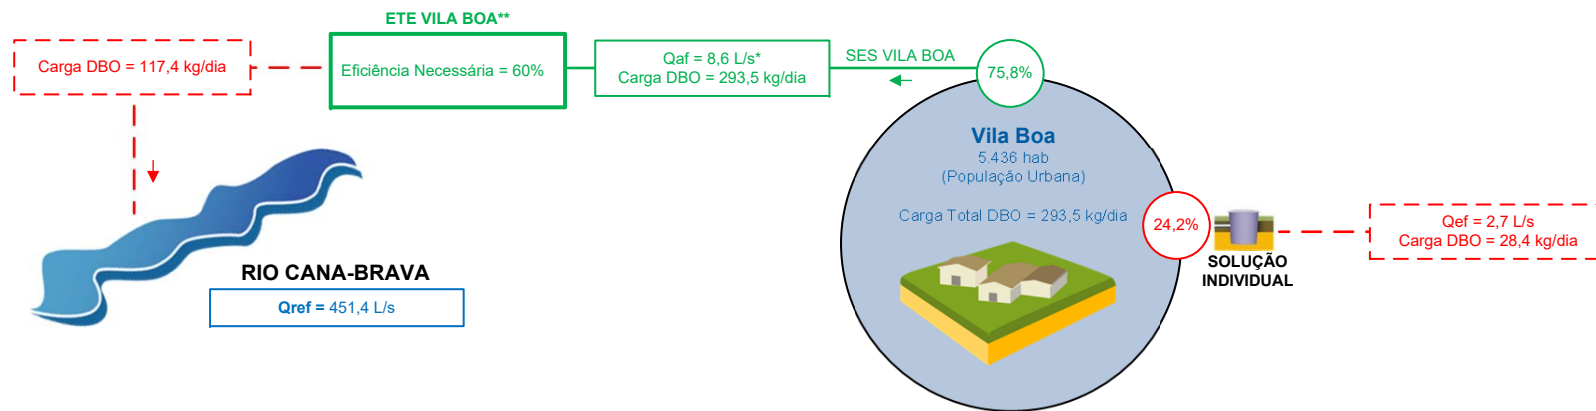 ETE VILA BOA**
Carga DBO = 117,4 kg/dia
Eficiência Necessária = 60%
Qaf = 8,6 L/s*
Carga DBO = 293,5 kg/dia
SES VILA BOA
75,8%
Vila Boa
5.436 hab
(População Urbana)
Carga Total DBO = 293,5 kg/dia
24,2%
SOLUÇÃO
INDIVIDUAL
Qef = 2,7 L/s
Carga DBO = 28,4 kg/dia
RIO CANA-BRAVA
Qref = 451,4 L/s